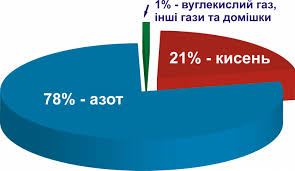 1% - вуглекислий газ,
інші гази та домішки
21% - кисень
78% - азот